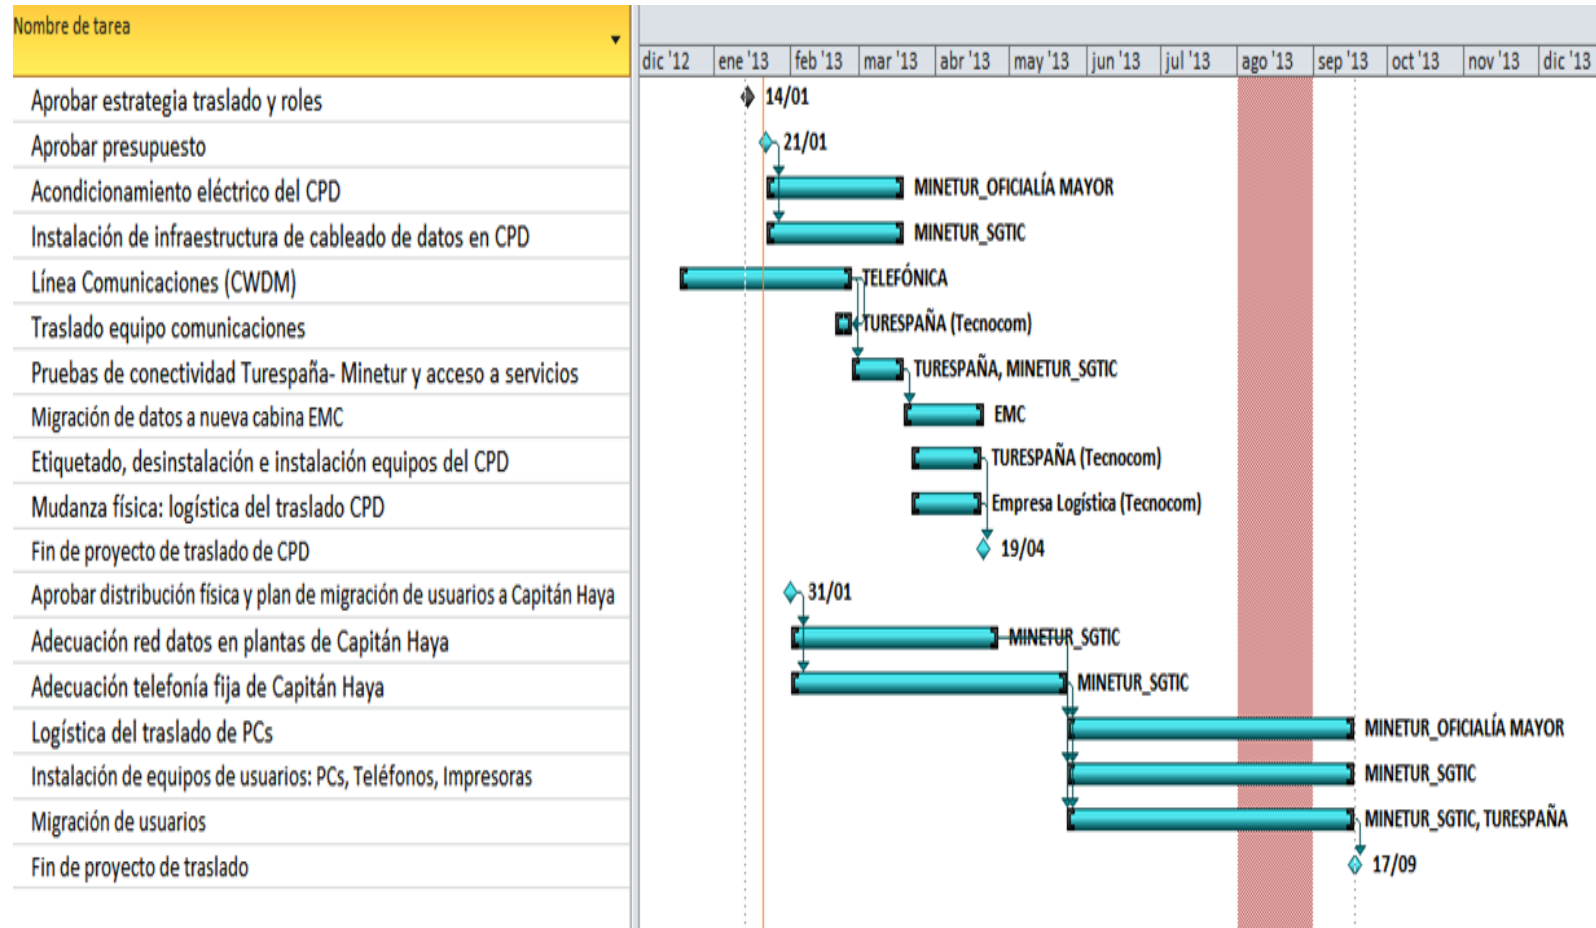 Nombre de tarea
dic '12 ene '13 feb '13 mar '13 abr '13 may '13 jun '13 jul '13 ago '13 sep '13 oct '13 nov '13 dic '13
Aprobar estrategia traslado y roles 14/01
Aprobar presupuesto 21/01
Acondicionamiento eléctrico del CPD MINETUR_OFICIALÍA MAYOR
Instalación de infraestructura de cableado de datos en CPD MINETUR_SGTIC
Línea Comunicaciones (CWDM) TELEFÓNICA
Traslado equipo comunicaciones TURESPAÑA (Tecnocom)
Pruebas de conectividad Turespaña- Minetur y acceso a servicios TURESPAÑA, MINETUR_SGTIC
Migración de datos a nueva cabina EMC EMC
Etiquetado, desinstalación e instalación equipos del CPD TURESPAÑA (Tecnocom)
Mudanza física: logística del traslado CPD Empresa Logística (Tecnocom)
Fin de proyecto de traslado de CPD 19/04
Aprobar distribución física y plan de migración de usuarios a Capitán Haya 31/01
Adecuación red datos en plantas de Capitán Haya MINETUR_SGTIC
Adecuación telefonía fija de Capitán Haya MINETUR_SGTIC
Logística del traslado de PCs MINETUR_OFICIALÍA MAYOR
Instalación de equipos de usuarios: PCs, Teléfonos, Impresoras MINETUR_SGTIC
Migración de usuarios MINETUR_SGTIC, TURESPAÑA
Fin de proyecto de traslado 17/09